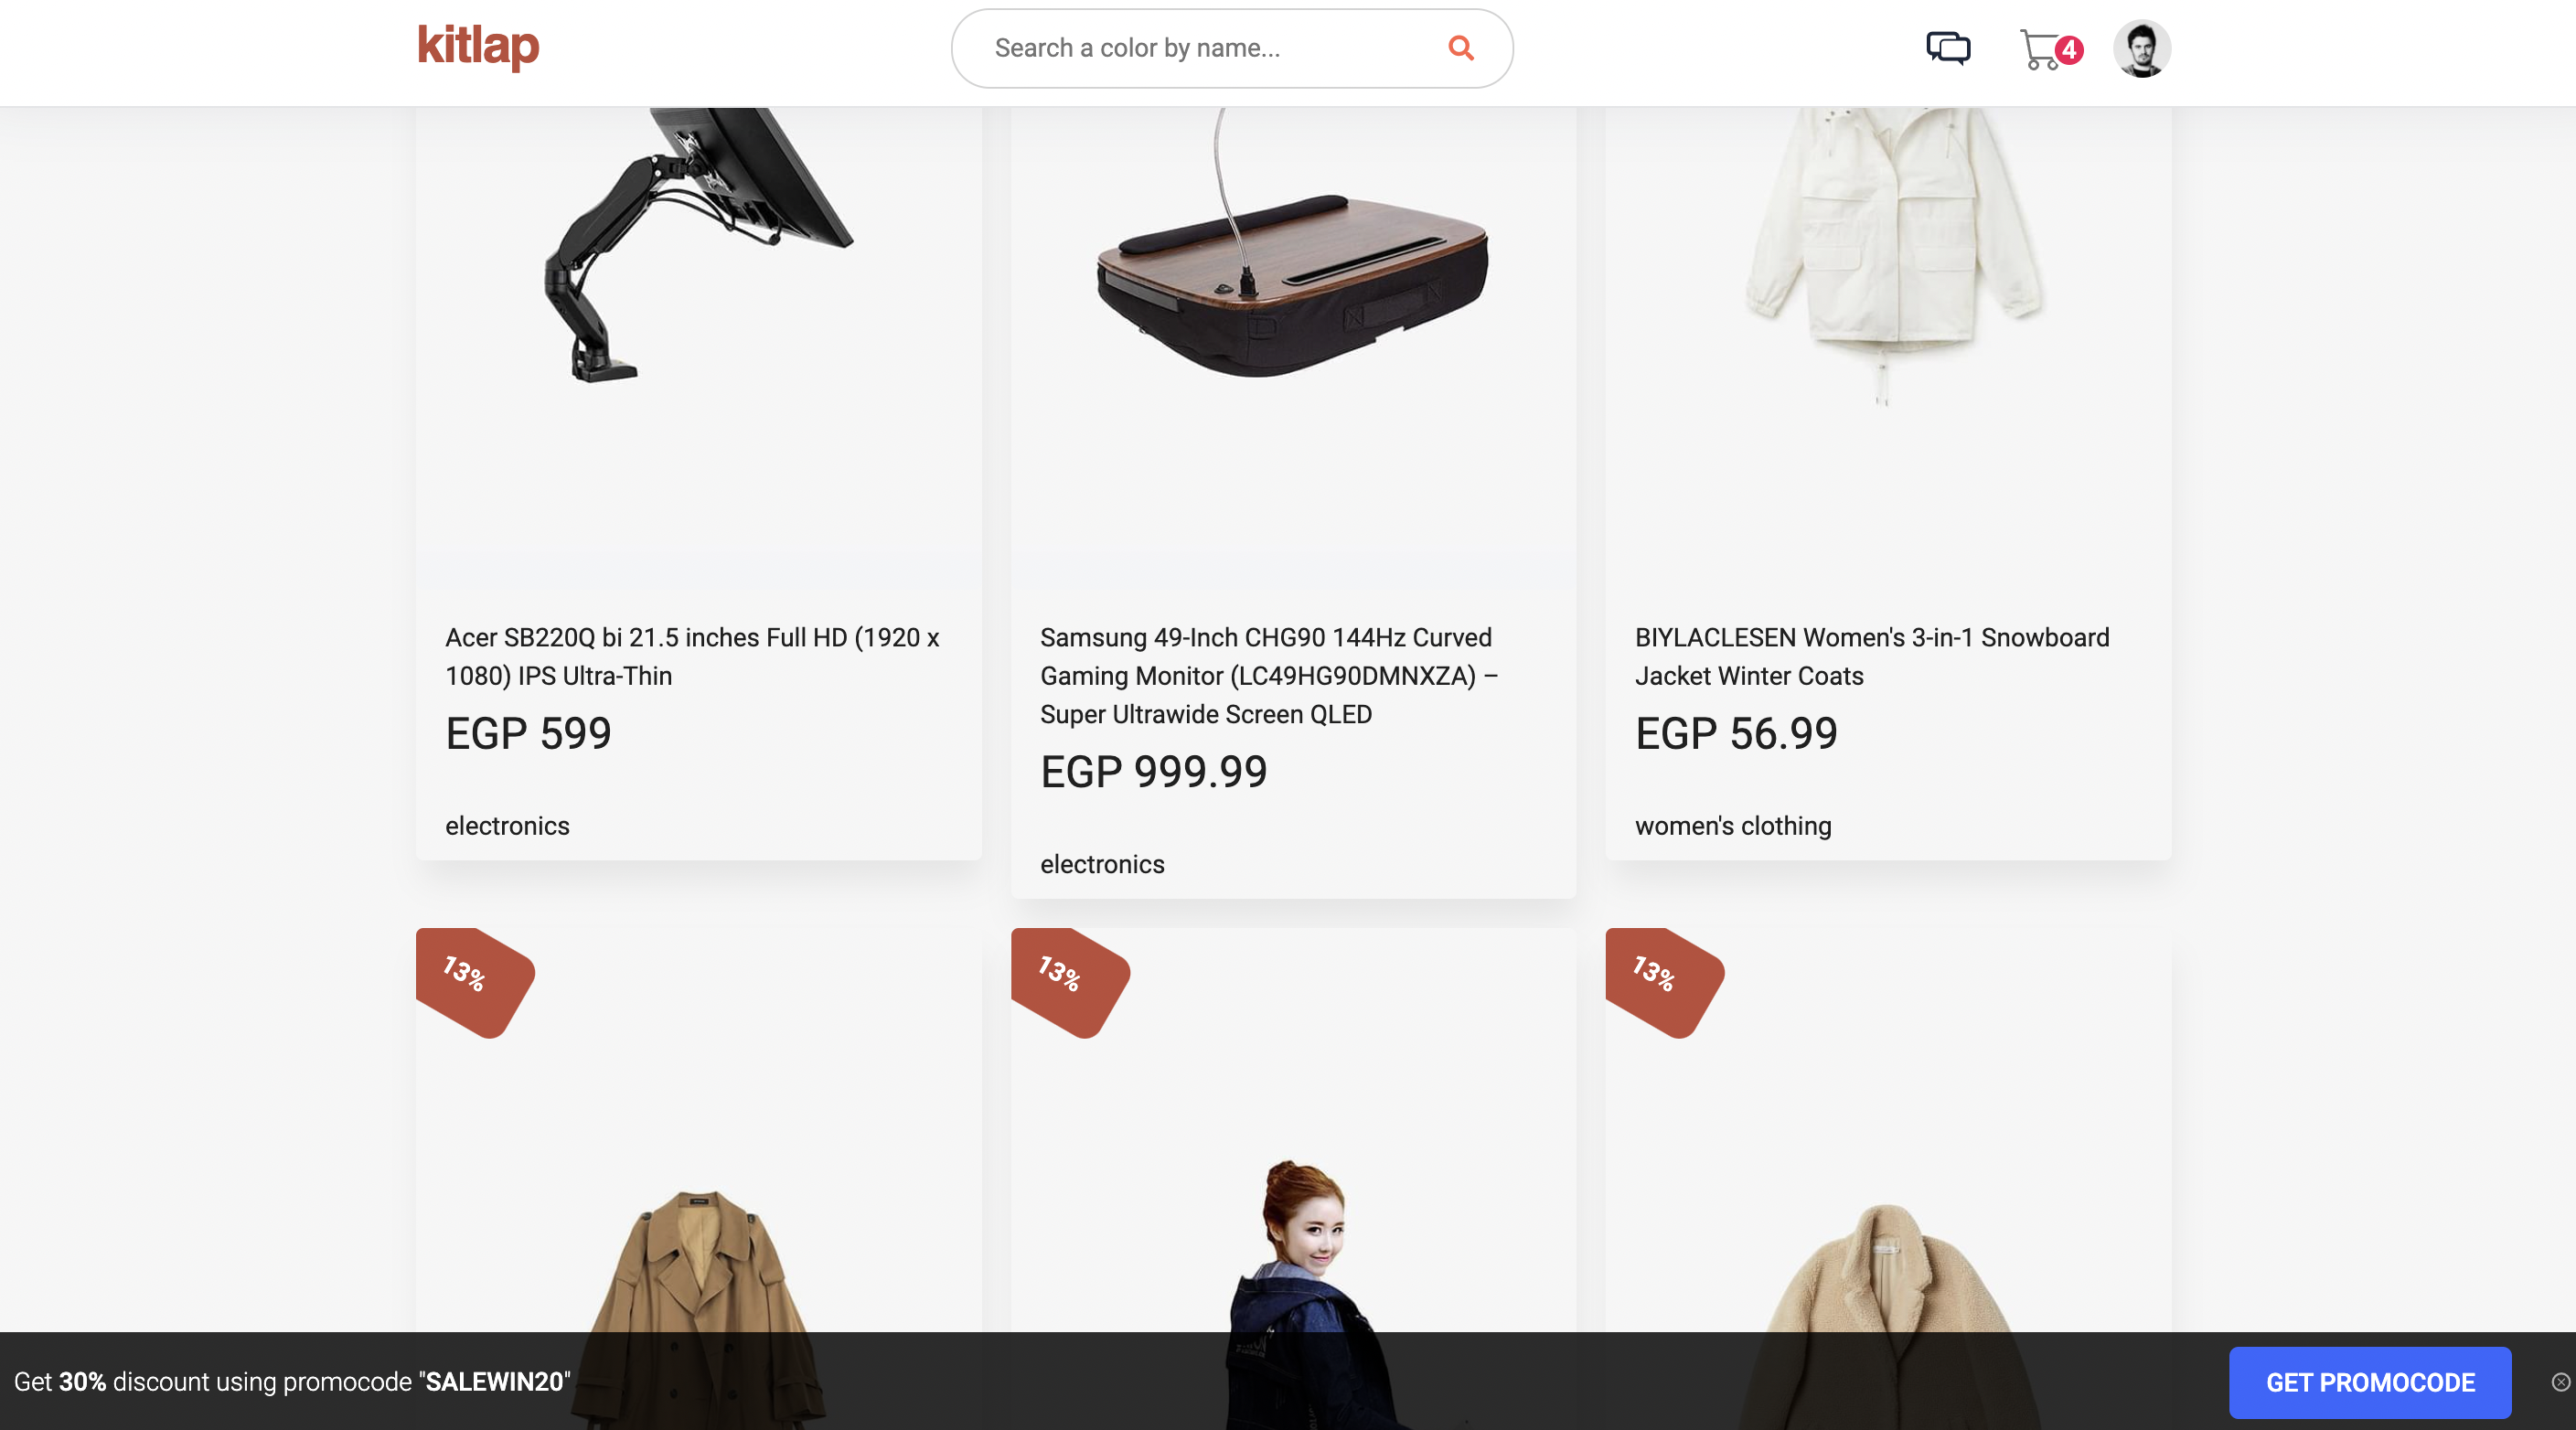 kitlap
Search a color by name...
4
Acer SB220Q bi 21.5 inches Full HD (1920 x
1080) IPS Ultra-Thin
EGP 599
electronics
Samsung 49-Inch CHG90 144Hz Curved
Gaming Monitor (LC49HG90DMNXZA) –
Super Ultrawide Screen QLED
EGP 999.99
electronics
BIYLACLESEN Women's 3-in-1 Snowboard
Jacket Winter Coats
EGP 56.99
women's clothing
13%
13%
13%
Get 30% discount using promocode "SALEWIN20"
GET PROMOCODE